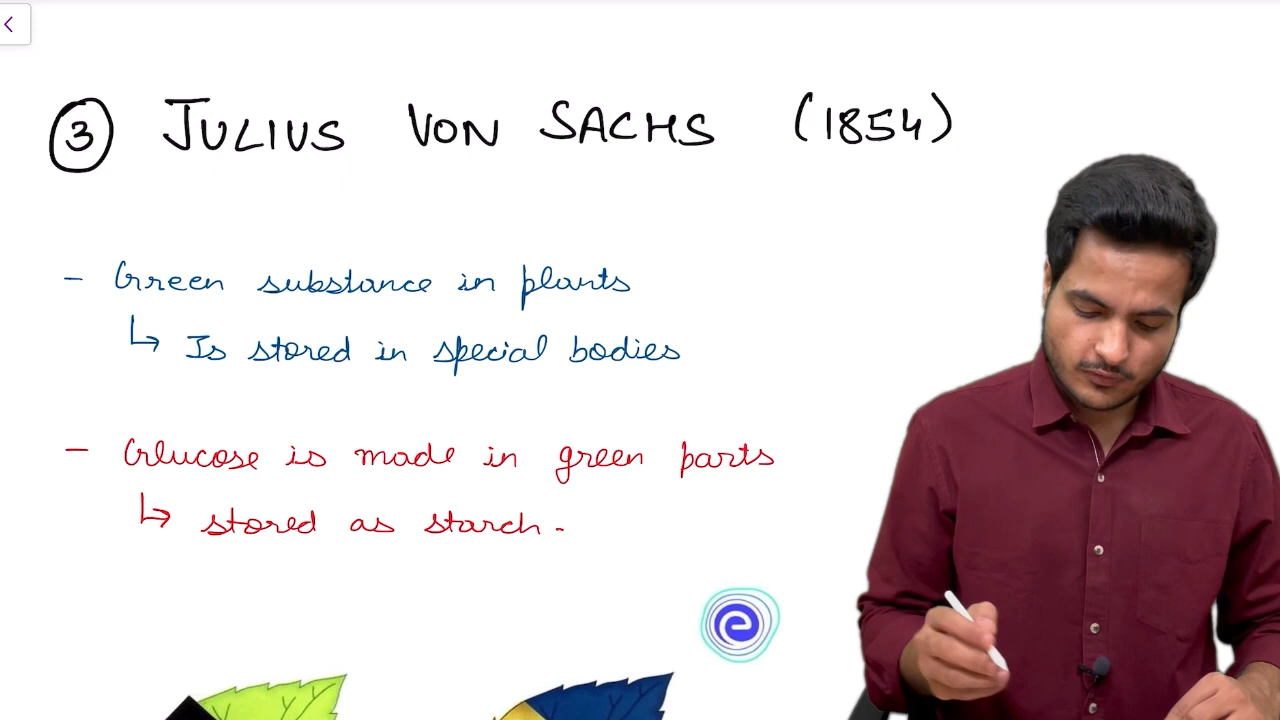 ③ JULIUS VON SACHS (1854)
- Green substance in plants
↳ Is stored in special bodies
- Glucose is made in green parts
↳ stored as starch.